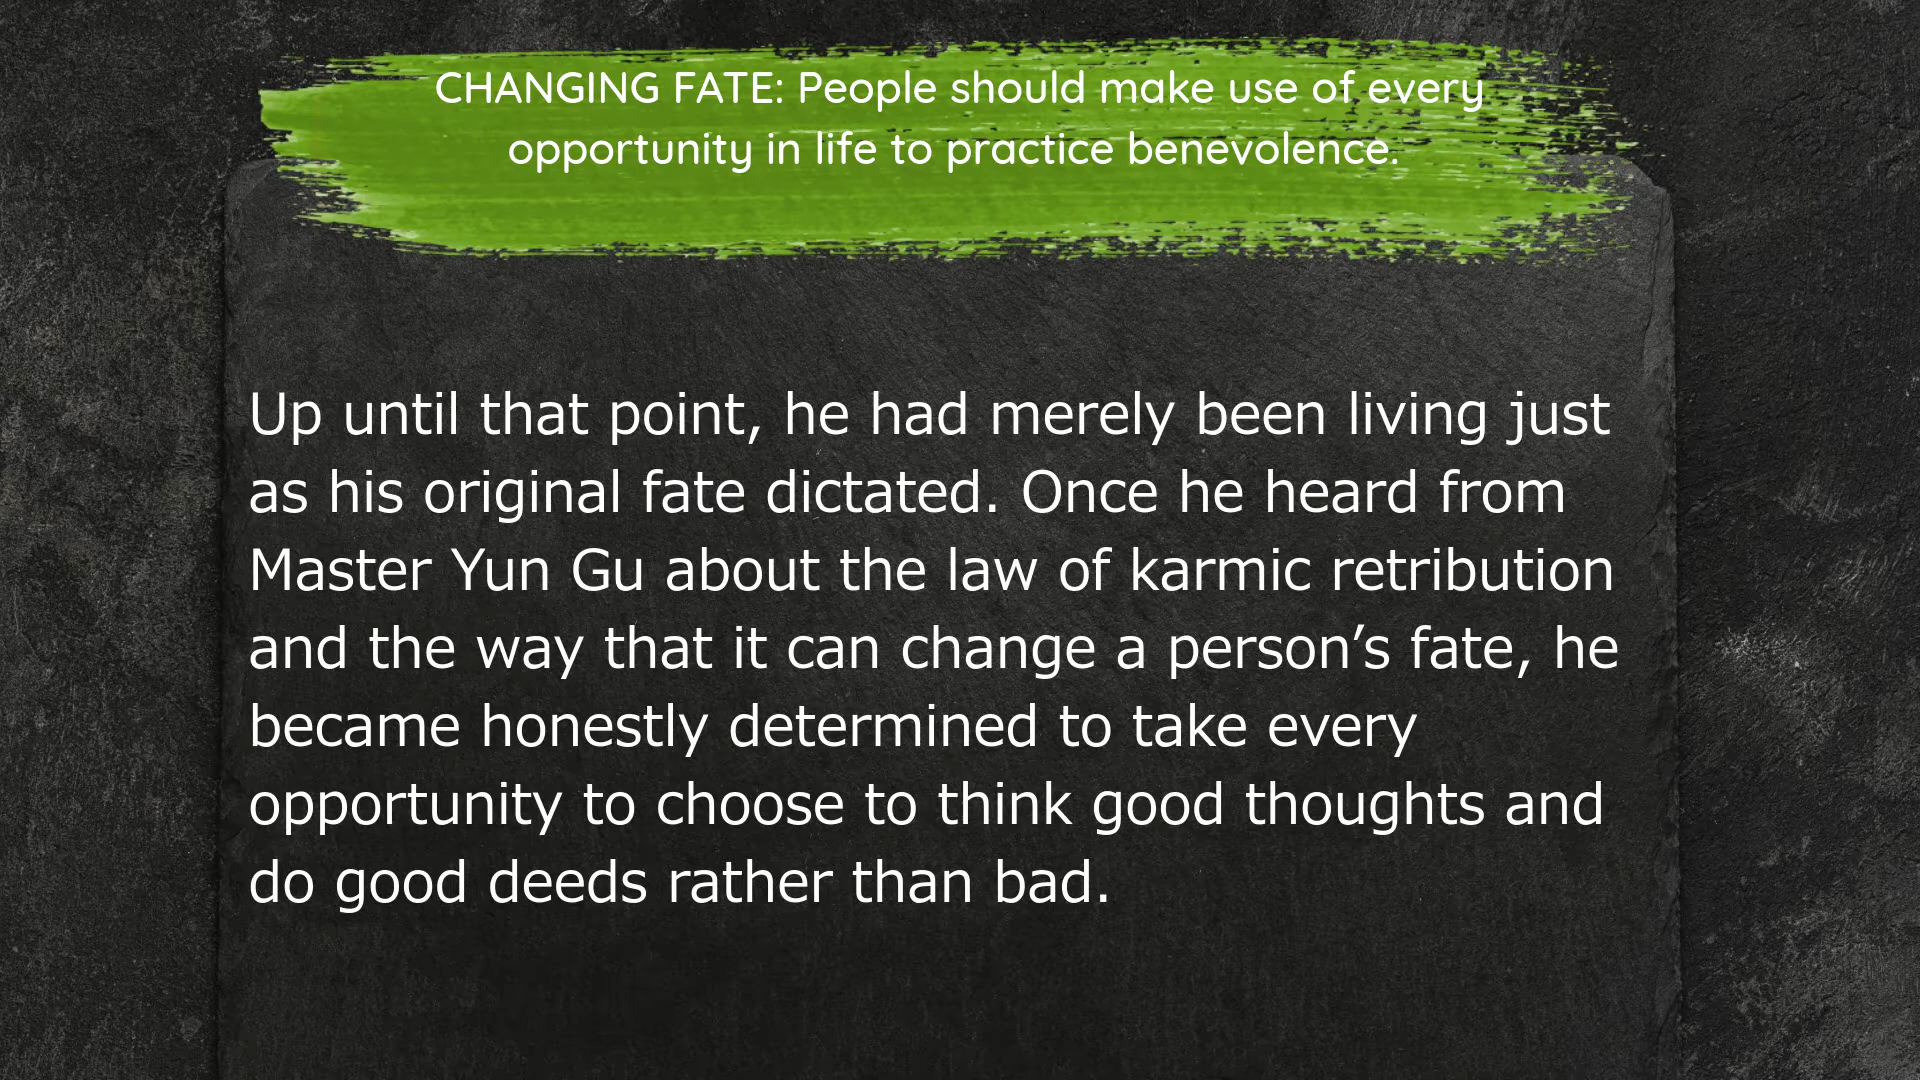 CHANGING FATE: People should make use of every
opportunity in life to practice benevolence.
Up until that point, he had merely been living just
as his original fate dictated. Once he heard from
Master Yun Gu about the law of karmic retribution
and the way that it can change a person’s fate, he
became honestly determined to take every
opportunity to choose to think good thoughts and
do good deeds rather than bad.